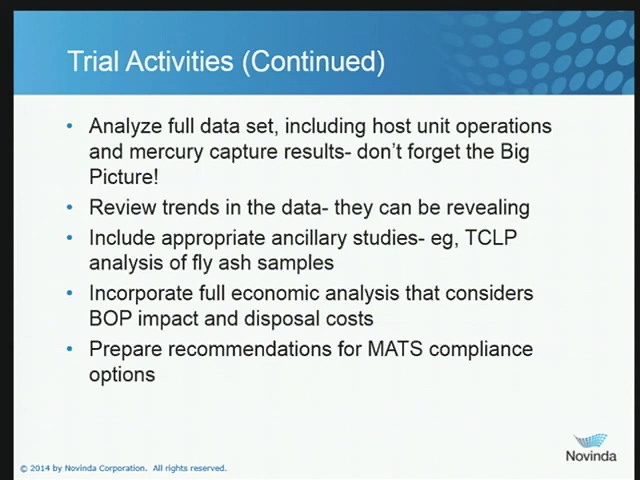 Trial Activities (Continued)
• Analyze full data set, including host unit operations
and mercury capture results- don't forget the Big
Picture!
• Review trends in the data- they can be revealing
• Include appropriate ancillary studies- eg, TCLP
analysis of fly ash samples
• Incorporate full economic analysis that considers
BOP impact and disposal costs
• Prepare recommendations for MATS compliance
options
Novinda
© 2014 by Novinda Corporation. All rights reserved.